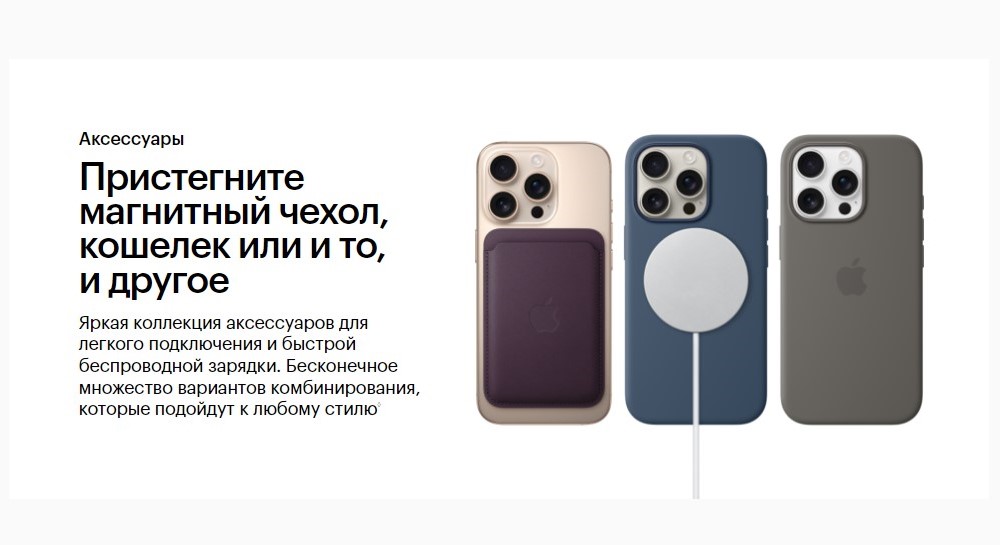 Аксессуары
Пристегните
магнитный чехол,
кошелек или и то,
и другое
Яркая коллекция аксессуаров для
легкого подключения и быстрой
беспроводной зарядки. Бесконечное
множество вариантов комбинирования,
которые подойдут к любому стилю◊